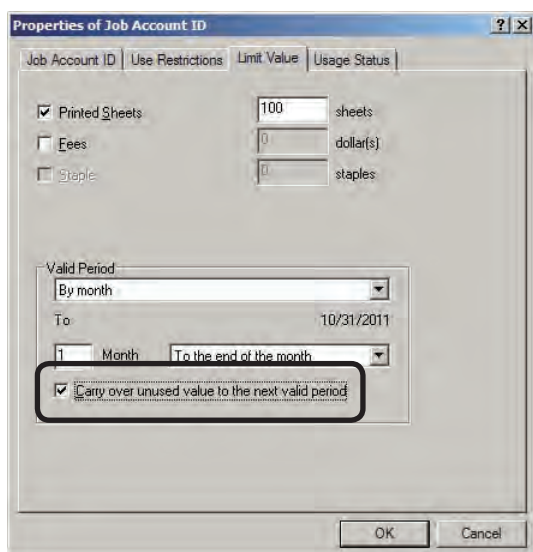 Properties of Job Account ID ? X
Job Account ID Use Restrictions Limit Value Usage Status
Printed Sheets 100 sheets
Fees 0 dollar(s)
Staple 0 staples
Valid Period
By month
To 10/31/2011
1 Month To the end of the month
Carry over unused value to the next valid period
OK Cancel